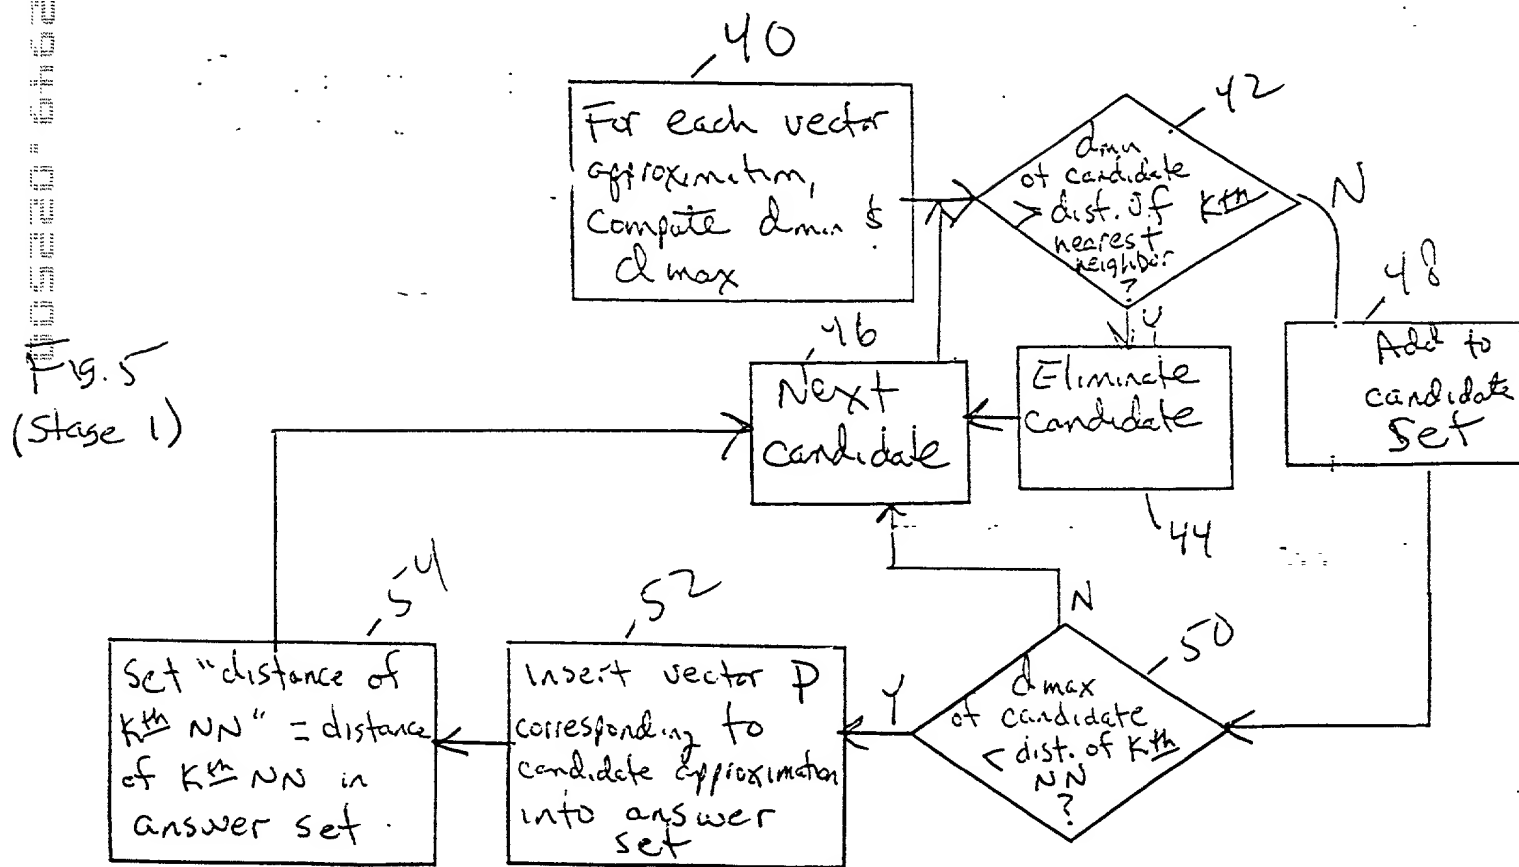 40
For each vector
approximation,
Compute dmin &
dmax
42
dmin
of candidate
> dist. of Kth
nearest
neighbor
?
N
Y
48
Add to
candidate
Set
46
Next
candidate
Eliminate
candidate
44
Fig. 5
(Stage 1)
54
Set "distance of
Kth NN" = distance
of Kth NN in
answer set.
52
Insert vector P
corresponding to
candidate approximation
into answer
set
Y
N
50
dmax
of candidate
< dist. of Kth
NN
?